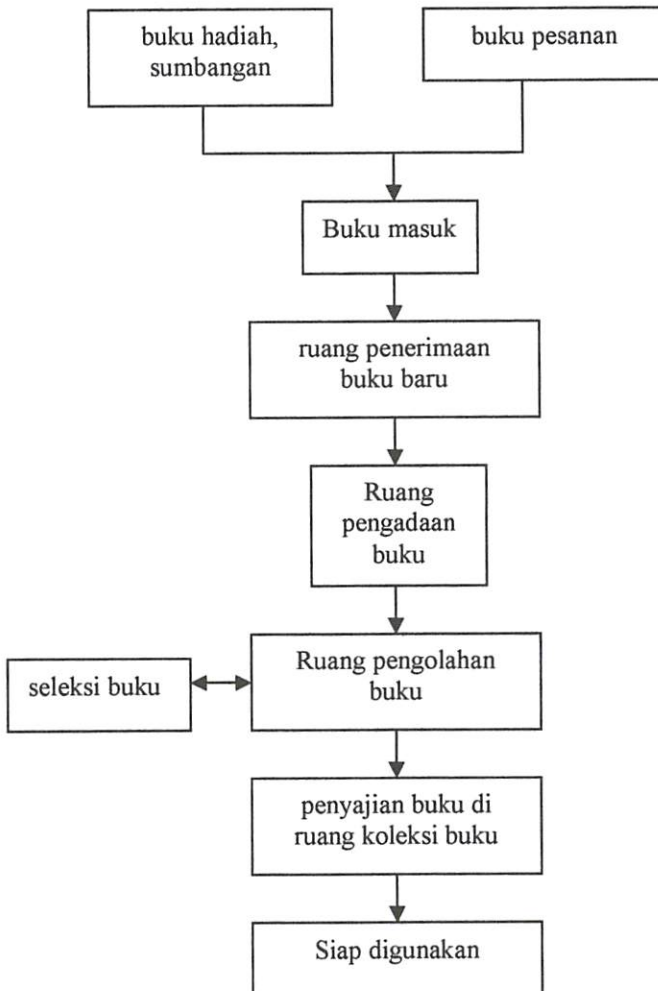 buku hadiah,
sumbangan
buku pesanan
Buku masuk
ruang penerimaan
buku baru
Ruang
pengadaan
buku
Ruang pengolahan
buku
seleksi buku
penyajian buku di
ruang koleksi buku
Siap digunakan